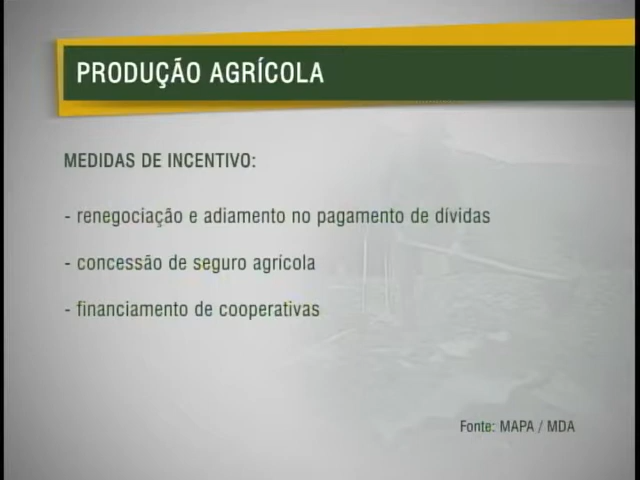 PRODUÇÃO AGRÍCOLA
MEDIDAS DE INCENTIVO:
- renegociação e adiamento no pagamento de dívidas
- concessão de seguro agrícola
- financiamento de cooperativas
Fonte: MAPA / MDA